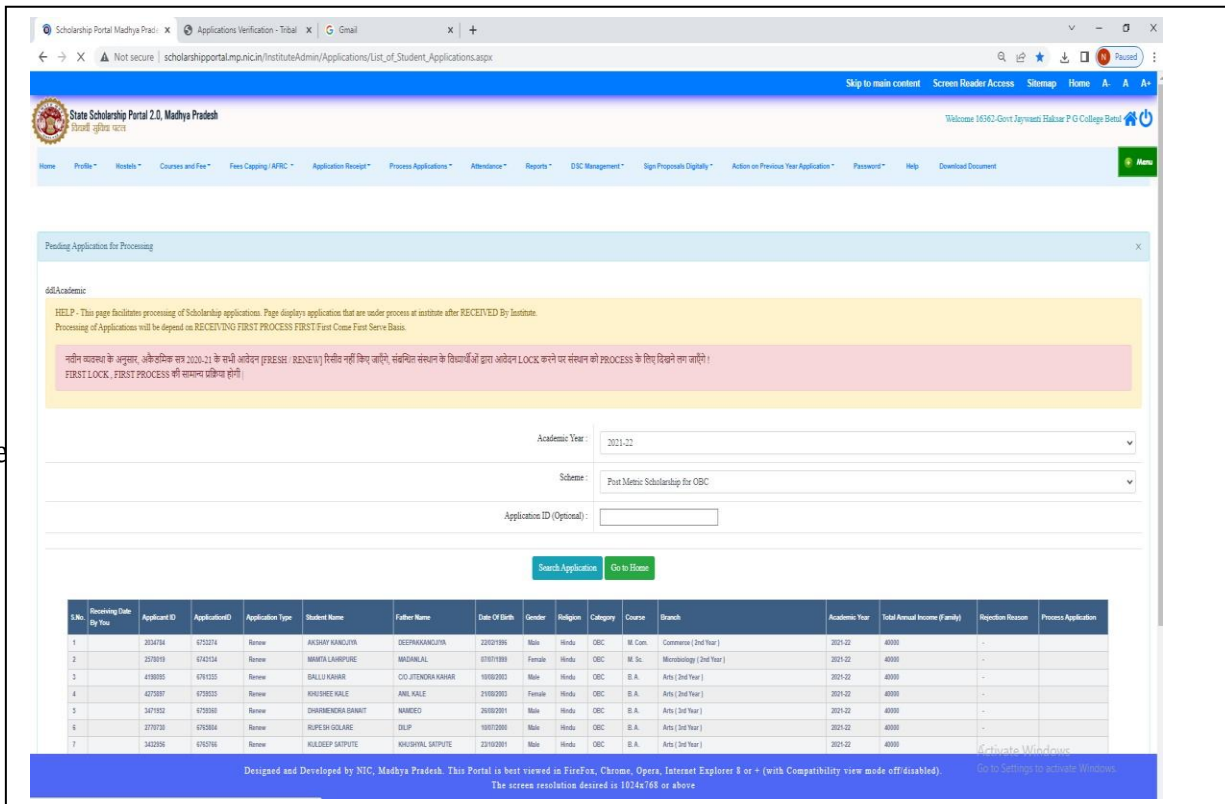 Scholarship Portal Madhya Prade X Applications Verification - Tribal X G Gmail X +
Not secure | scholarshipportal.mp.nic.in/InstituteAdmin/Applications/List_of_Student_Applications.aspx Paused
Skip to main content Screen Reader Access Sitemap Home A- A A+
State Scholarship Portal 2.0, Madhya Pradesh
विद्यार्थी सुविधा पटल
Welcome 16362-Govt Jaywanti Haksar P G College Betul
Home Profile Hostels Courses and Fee Fees Capping / AFRC Application Receipt Process Applications Attendance Reports DSC Management Sign Proposals Digitally Action on Previous Year Application Password Help Download Document Menu
Pending Application for Processing X
ddlAcademic
HELP - This page facilitates processing of Scholarship applications. Page displays application that are under process at institute after RECEIVED By Institute.
Processing of Applications will be depend on RECEIVING FIRST PROCESS FIRST/First Come First Serve Basis.
नवीन व्यवस्था के अनुसार, अकेडमिक सत्र 2020-21 के सभी आवेदन [FRESH / RENEW] रिसीव नहीं किए जाएँगे, संबन्धित संस्थान के विध्यार्थीओं द्वारा आवेदन LOCK करने पर संस्थान को PROCESS के लिए दिखने लग जाएँगे !
FIRST LOCK , FIRST PROCESS की सामान्य प्रक्रिया होगी |
Academic Year : 2021-22
e
Scheme : Post Metric Scholarship for OBC
Application ID (Optional) :
Search Application Go to Home
S.No. Receiving Date By You Applicant ID ApplicationID Application Type Student Name Father Name Date Of Birth Gender Religion Category Course Branch Academic Year Total Annual Income (Family) Rejection Reason Process Application
1 2034784 6753274 Renew AKSHAY KANOJIYA DEEPAKKANOJIYA 22/02/1996 Male Hindu OBC M. Com. Commerce ( 2nd Year ) 2021-22 40000 -
2 2578019 6743134 Renew MAMTA LAHRPURE MADANLAL 07/07/1999 Female Hindu OBC M. Sc. Microbiology ( 2nd Year ) 2021-22 40000 -
3 4198095 6761335 Renew BALLU KAHAR C/O JITENDRA KAHAR 10/08/2003 Male Hindu OBC B. A. Arts ( 2nd Year ) 2021-22 40000 -
4 4275897 6759535 Renew KHUSHEE KALE ANIL KALE 21/08/2003 Female Hindu OBC B. A. Arts ( 2nd Year ) 2021-22 40000 -
5 3471952 6759360 Renew DHARMENDRA BANAIT NAMDEO 26/08/2001 Male Hindu OBC B. A. Arts ( 3rd Year ) 2021-22 40000 -
6 3770730 6765804 Renew RUPESH GOLARE DILIP 10/07/2000 Male Hindu OBC B. A. Arts ( 3rd Year ) 2021-22 40000 -
7 3432956 6765766 Renew KULDEEP SATPUTE KHUSHYAL SATPUTE 23/10/2001 Male Hindu OBC B. A. Arts ( 3rd Year ) 2021-22 40000 -
Activate Windows
Go to Settings to activate Windows.
Designed and Developed by NIC, Madhya Pradesh. This Portal is best viewed in FireFox, Chrome, Opera, Internet Explorer 8 or + (with Compatibility view mode off/disabled).
The screen resolution desired is 1024x768 or above